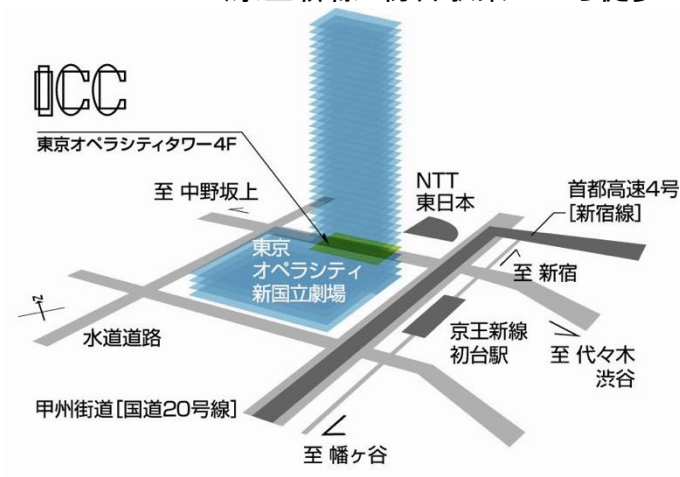 ICC
東京オペラシティタワー4F
至 中野坂上
NTT
東日本
首都高速4号
[新宿線]
東京
オペラシティ
新国立劇場
至 新宿
N
水道道路
京王新線
初台駅
至 代々木
渋谷
甲州街道[国道20号線]
至 幡ヶ谷